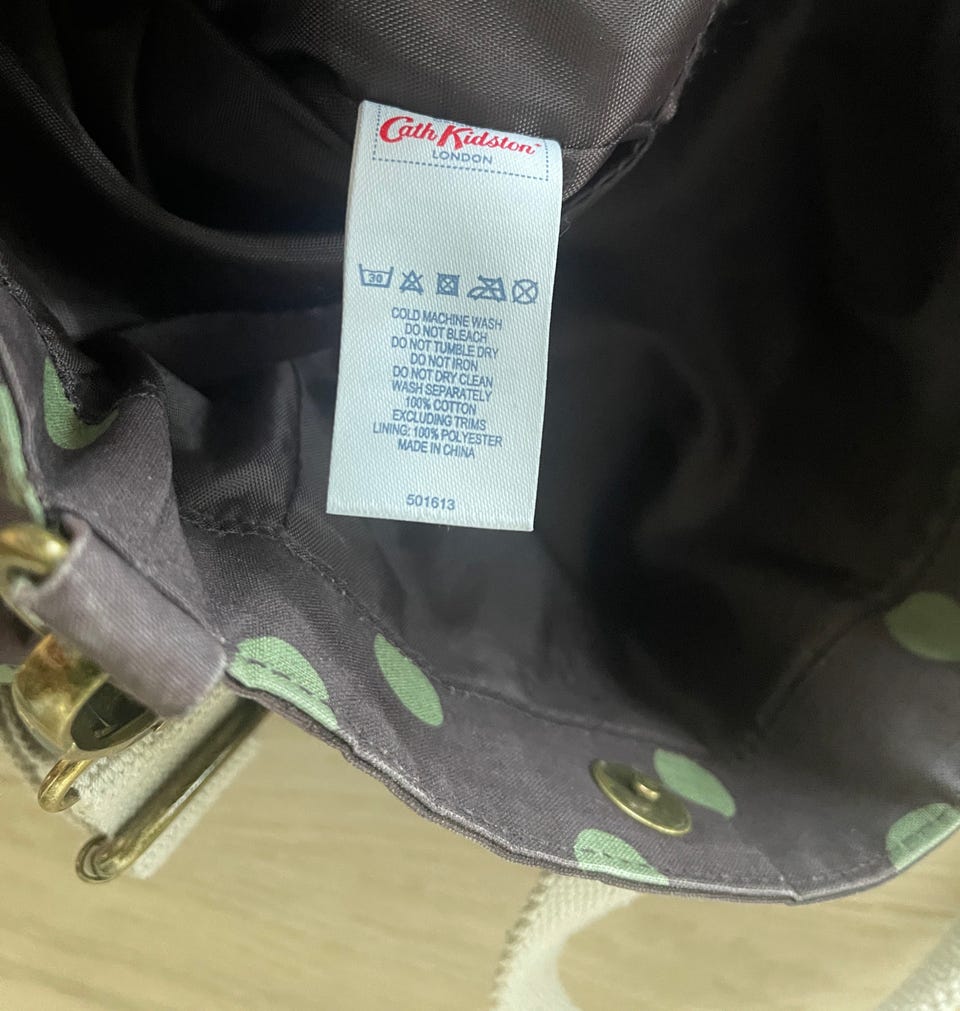 Cath Kidston
LONDON
30
COLD MACHINE WASH
DO NOT BLEACH
DO NOT TUMBLE DRY
DO NOT IRON
DO NOT DRY CLEAN
WASH SEPARATELY
100% COTTON
EXCLUDING TRIMS
LINING: 100% POLYESTER
MADE IN CHINA
501613